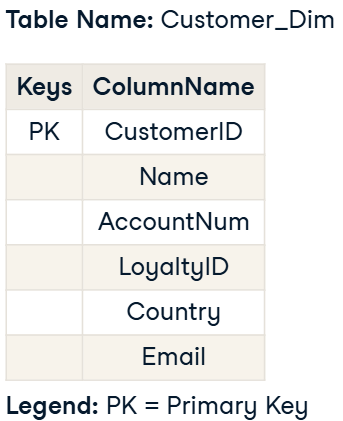 Table Name: Customer_Dim
Keys ColumnName
PK CustomerID
Name
AccountNum
LoyaltyID
Country
Email
Legend: PK = Primary Key